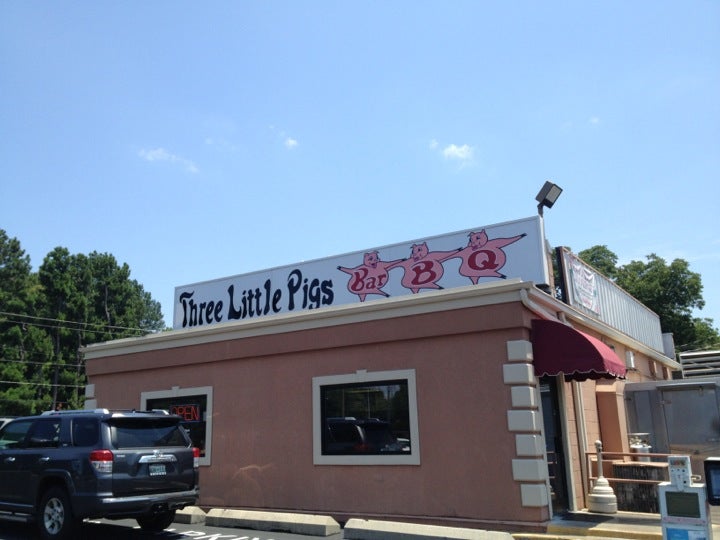 Three Little Pigs Bar B Q
OPEN